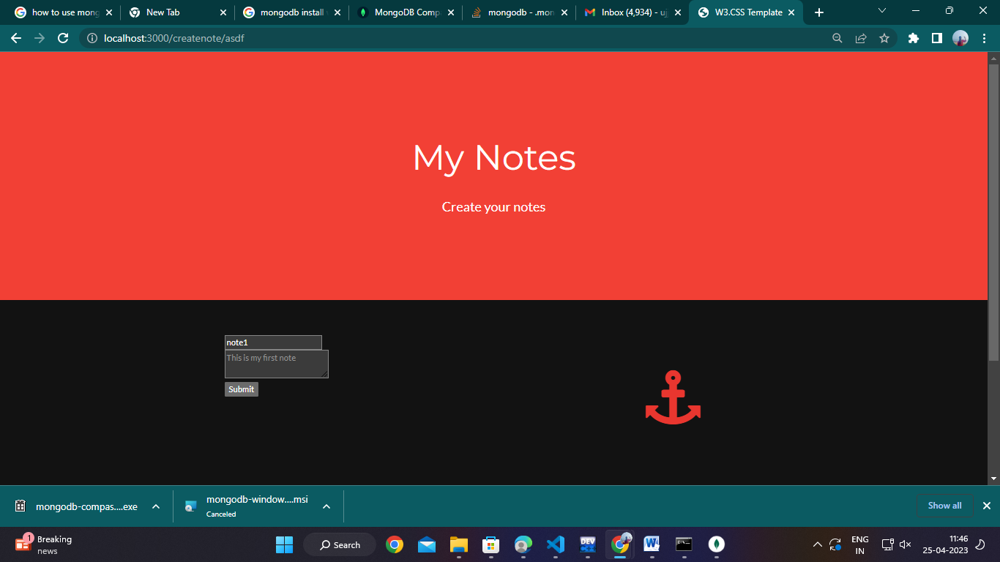 how to use mong
New Tab
mongodb install
MongoDB Comp
mongodb - .mon
Inbox (4,934) - uj
W3.CSS Template
localhost:3000/createnote/asdf
My Notes
Create your notes
note1
This is my first note
Submit
mongodb-compas....exe
mongodb-window....msi
Canceled
Show all
1
Breaking
news
Search
DEV
ENG
IN
11:46
25-04-2023